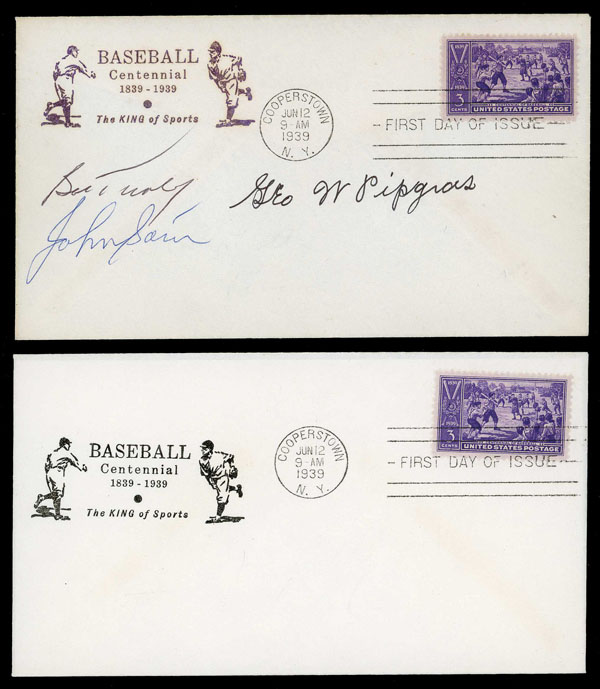 BASEBALL
Centennial
1839 - 1939
The KING of Sports
COOPERSTOWN
JUN 12
9 - AM
1939
N. Y.
3
CENTS
UNITED STATES POSTAGE
FIRST DAY OF ISSUE
Geo W Pipgras
John Sain
BASEBALL
Centennial
1839 - 1939
The KING of Sports
COOPERSTOWN
JUN 12
9 - AM
1939
N. Y.
3
CENTS
UNITED STATES POSTAGE
FIRST DAY OF ISSUE